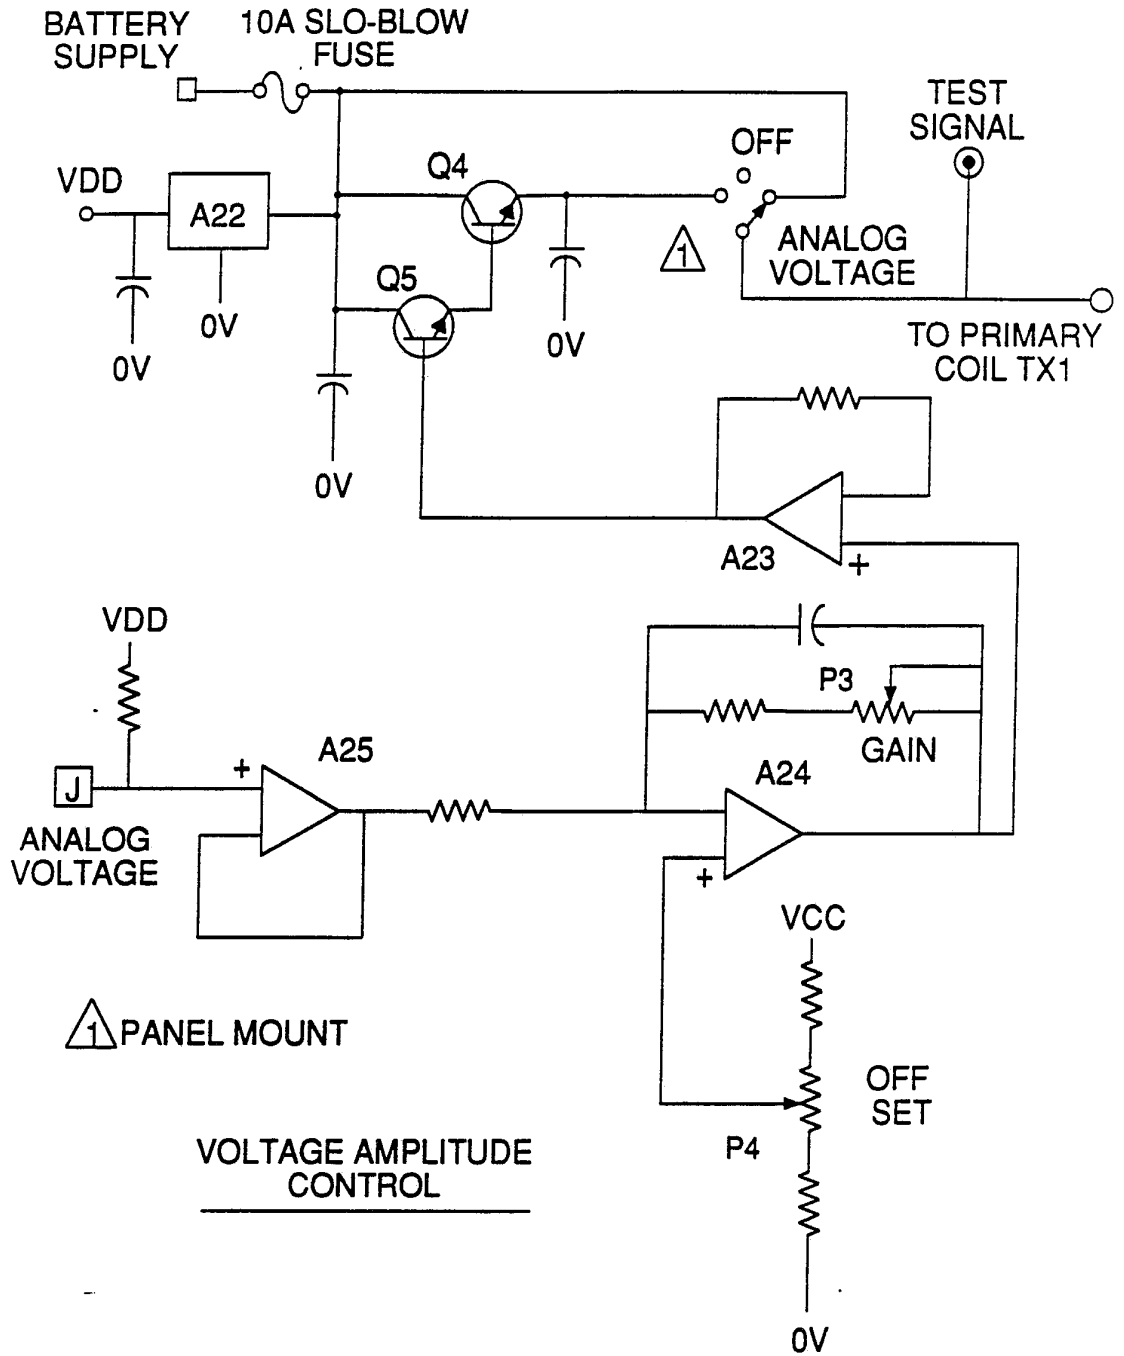 BATTERY
SUPPLY
10A SLO-BLOW
FUSE
TEST
SIGNAL
OFF
Q4
VDD
A22
1
ANALOG
VOLTAGE
Q5
0V
0V
0V
TO PRIMARY
COIL TX1
0V
A23
+
VDD
P3
GAIN
A25
+
A24
J
ANALOG
VOLTAGE
+
VCC
1 PANEL MOUNT
OFF
SET
P4
VOLTAGE AMPLITUDE
CONTROL
0V